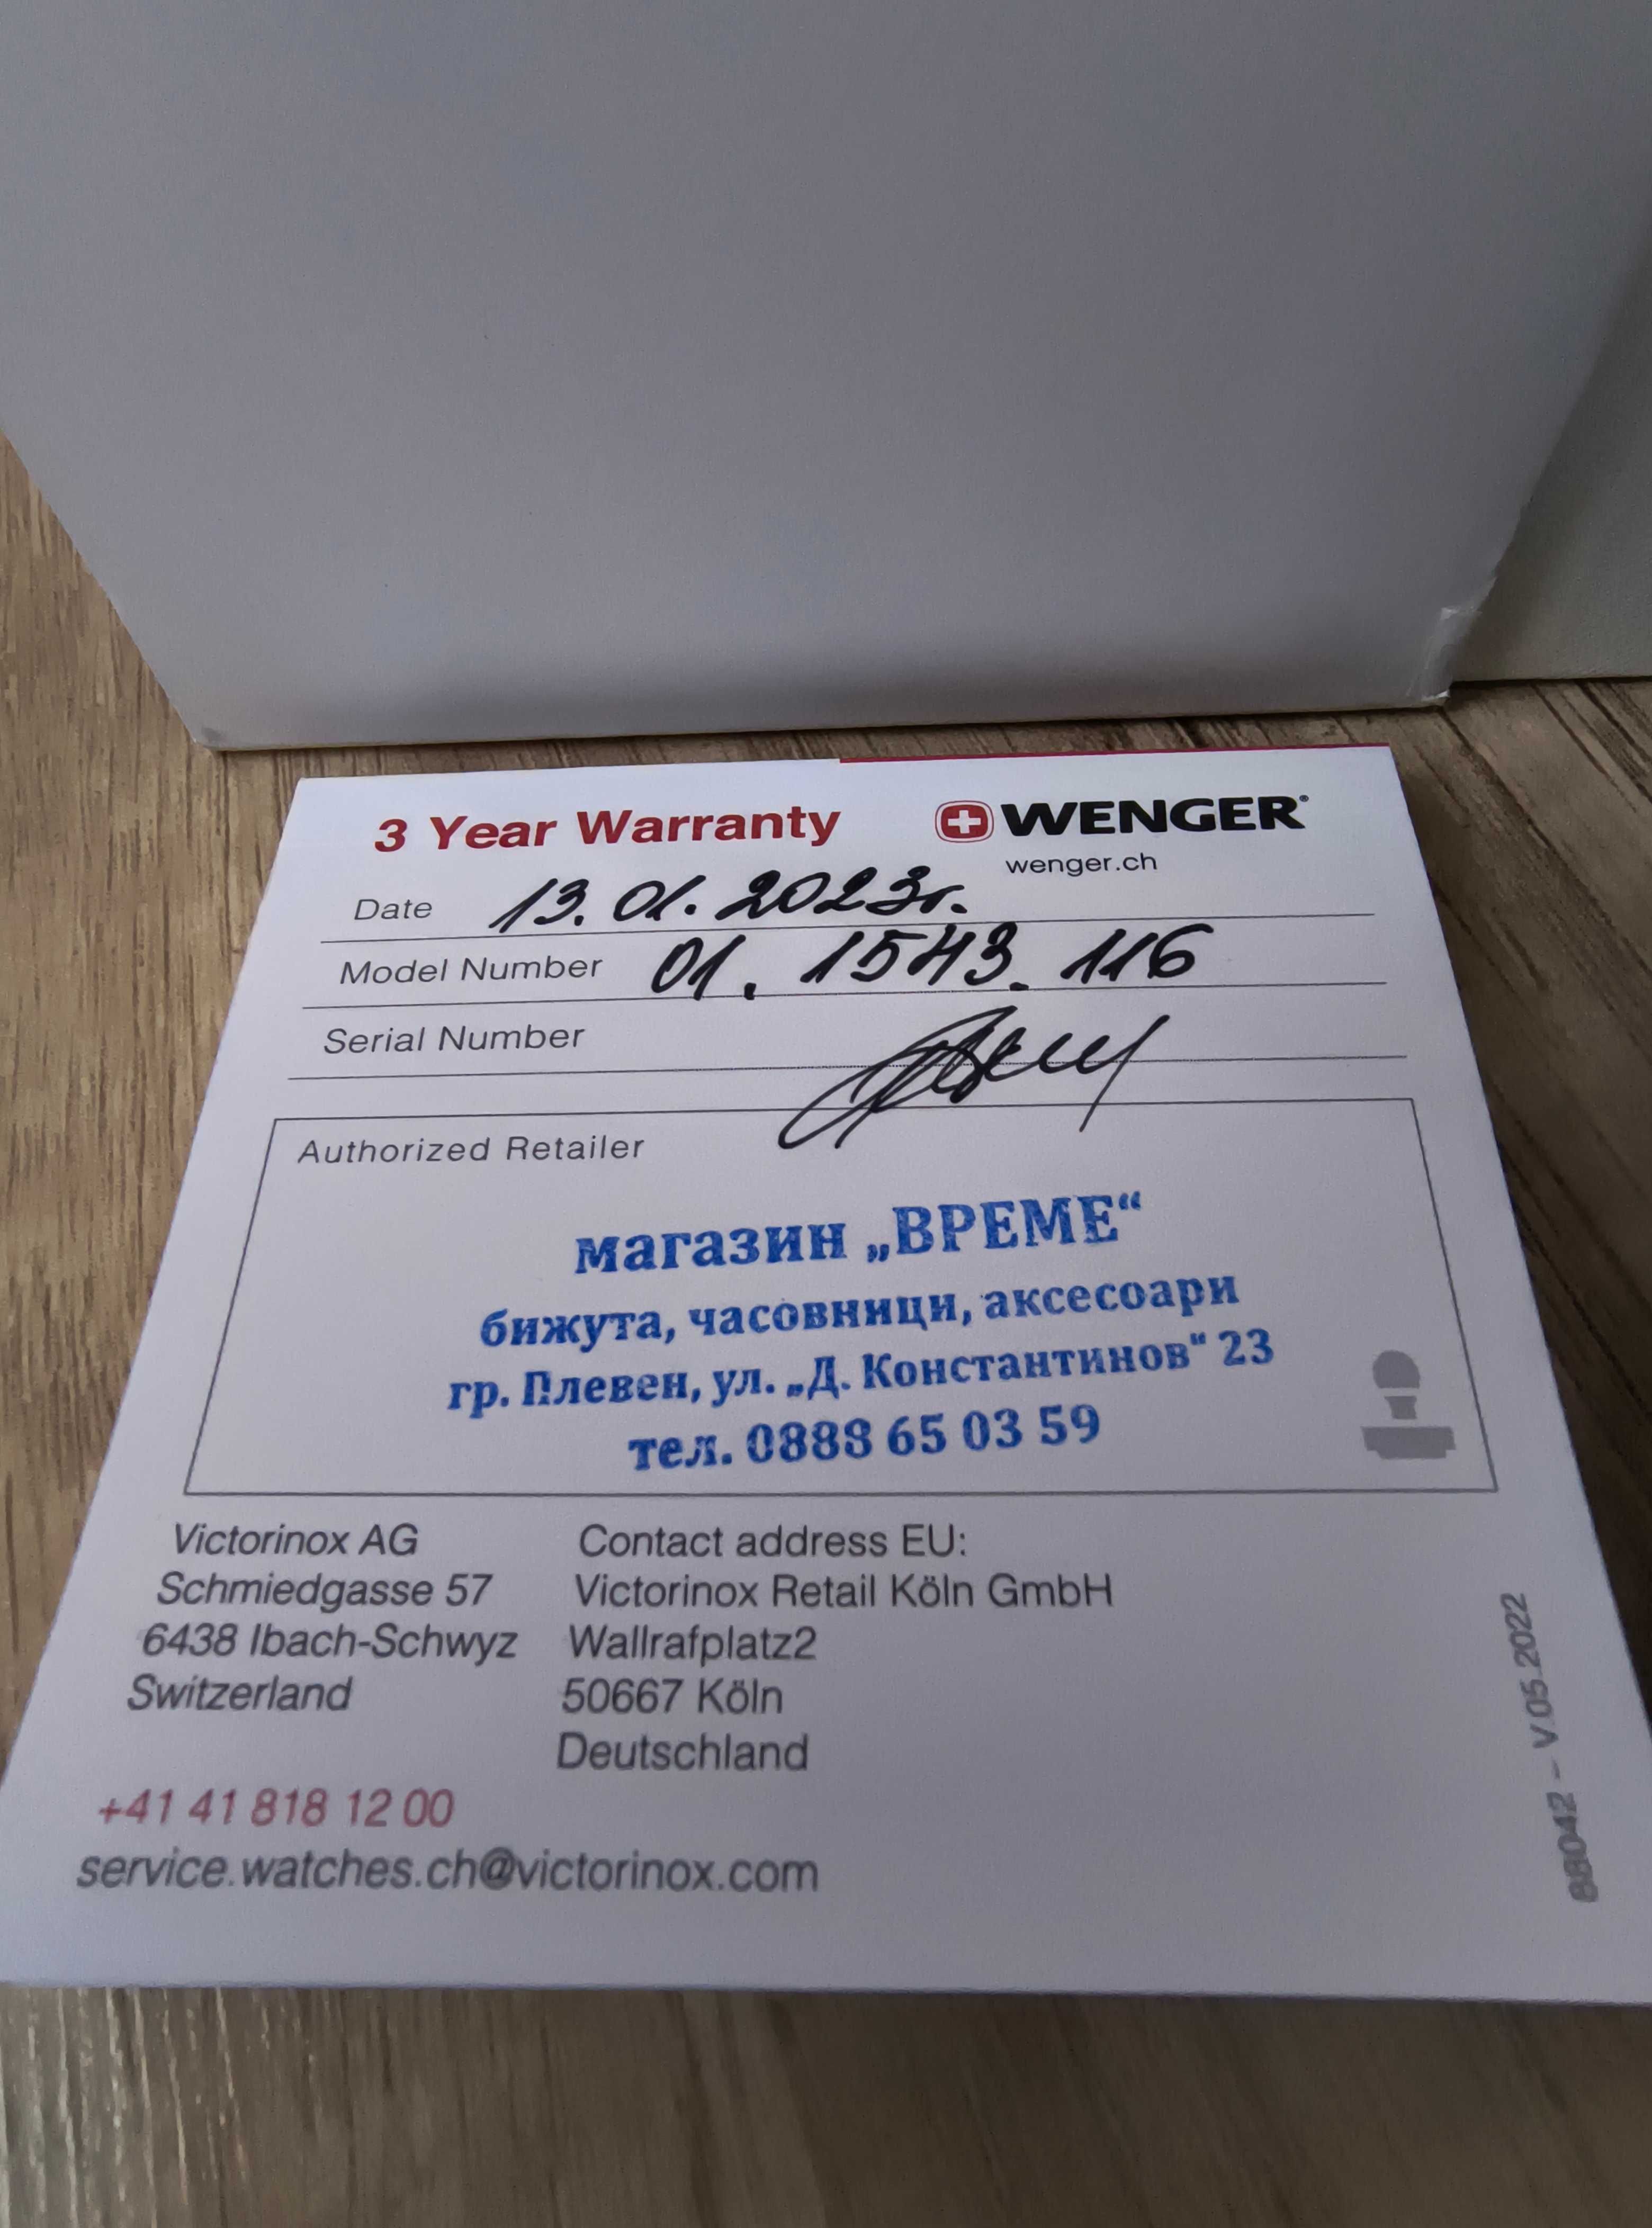 3 Year Warranty
WENGER®
wenger.ch
Date 13.01.2023г.
Model Number 01.1543.116
Serial Number
Authorized Retailer
магазин „ВРЕМЕ“
бижута, часовници, аксесоари
гр. Плевен, ул. „Д. Константинов“ 23
тел. 0888 65 03 59
Victorinox AG
Schmiedgasse 57
6438 Ibach-Schwyz
Switzerland
Contact address EU:
Victorinox Retail Köln GmbH
Wallrafplatz2
50667 Köln
Deutschland
+41 41 818 12 00
service.watches.ch@victorinox.com
88042 – V.05.2022